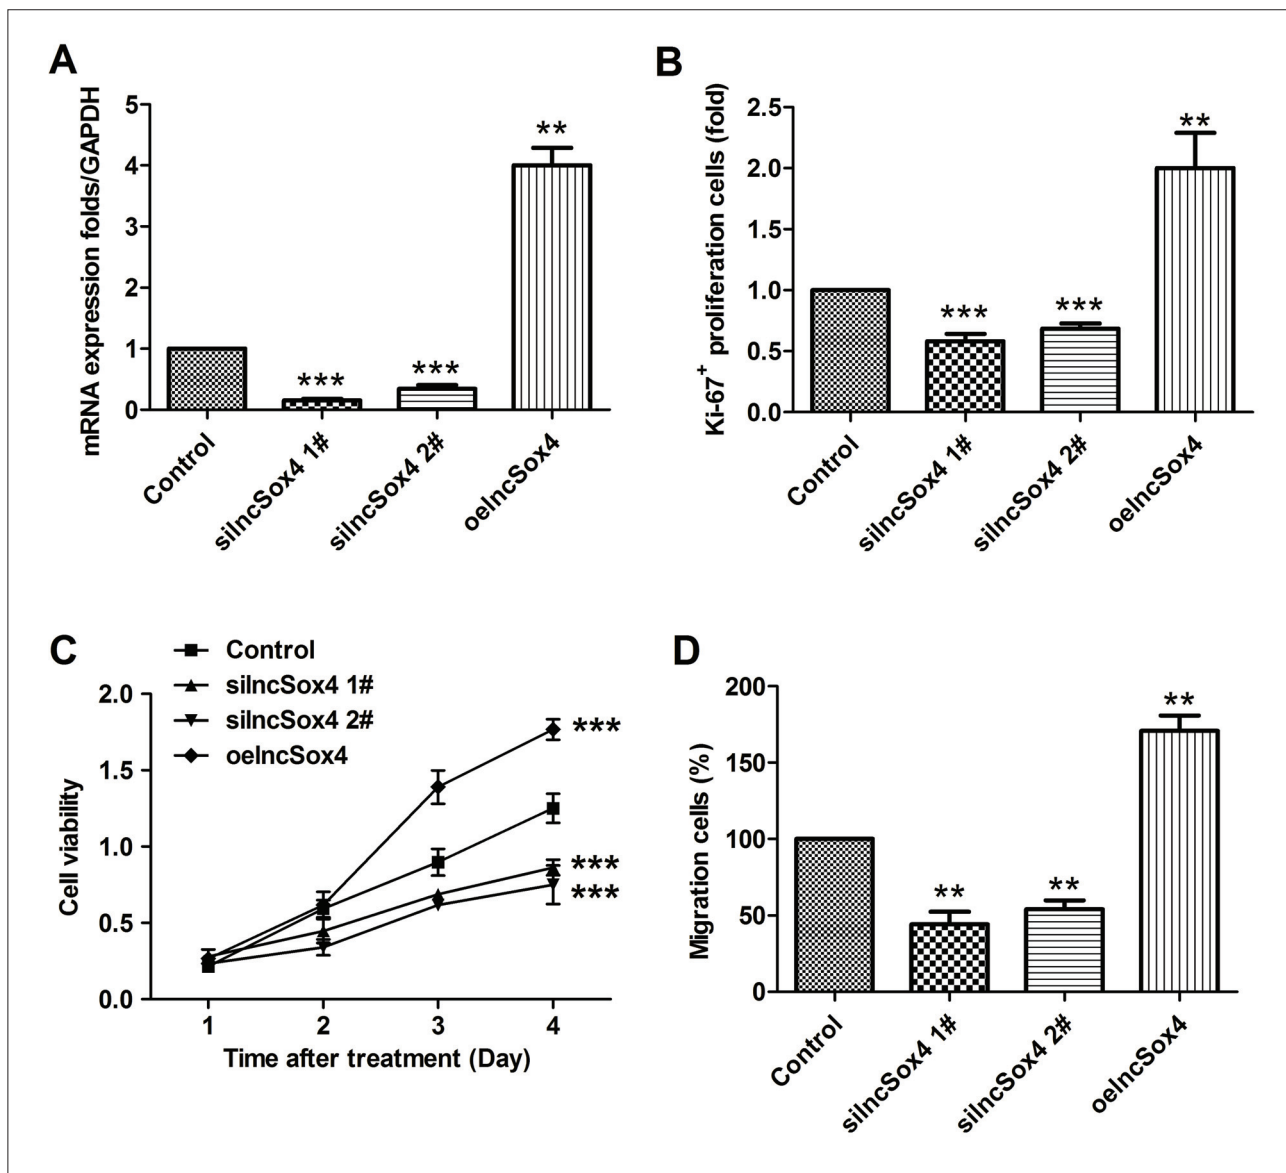 A
mRNA expression folds/GAPDH
5
4
3
2
1
0
**
***
***
Control
silncSox4 1#
silncSox4 2#
oelncSox4
B
Ki-67+ proliferation cells (fold)
2.5
2.0
1.5
1.0
0.5
0.0
**
***
***
Control
silncSox4 1#
silncSox4 2#
oelncSox4
C
Control
silncSox4 1#
silncSox4 2#
oelncSox4
Cell viability
2.0
1.5
1.0
0.5
0.0
***
***
***
1 2 3 4
Time after treatment (Day)
D
Migration cells (%)
200
150
100
50
0
**
**
**
Control
silncSox4 1#
silncSox4 2#
oelncSox4